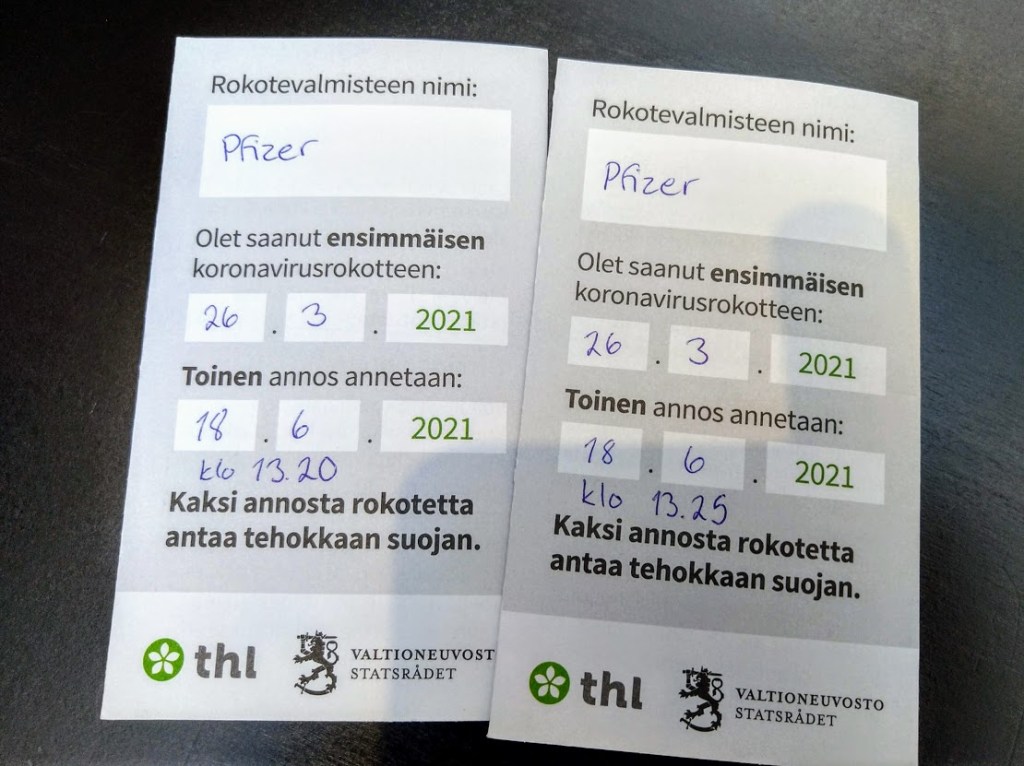 Rokotevalmisteen nimi:
Pfizer
Olet saanut ensimmäisen
koronavirusrokotteen:
26 . 3 . 2021
Toinen annos annetaan:
18 . 6 . 2021
klo 13.20
Kaksi annosta rokotetta
antaa tehokkaan suojan.
thl
VALTIONEUVOST
STATSRÅDET
Rokotevalmisteen nimi:
Pfizer
Olet saanut ensimmäisen
koronavirusrokotteen:
26 . 3 . 2021
Toinen annos annetaan:
18 . 6 . 2021
klo 13.25
Kaksi annosta rokotetta
antaa tehokkaan suojan.
thl
VALTIONEUVOSTO
STATSRÅDET